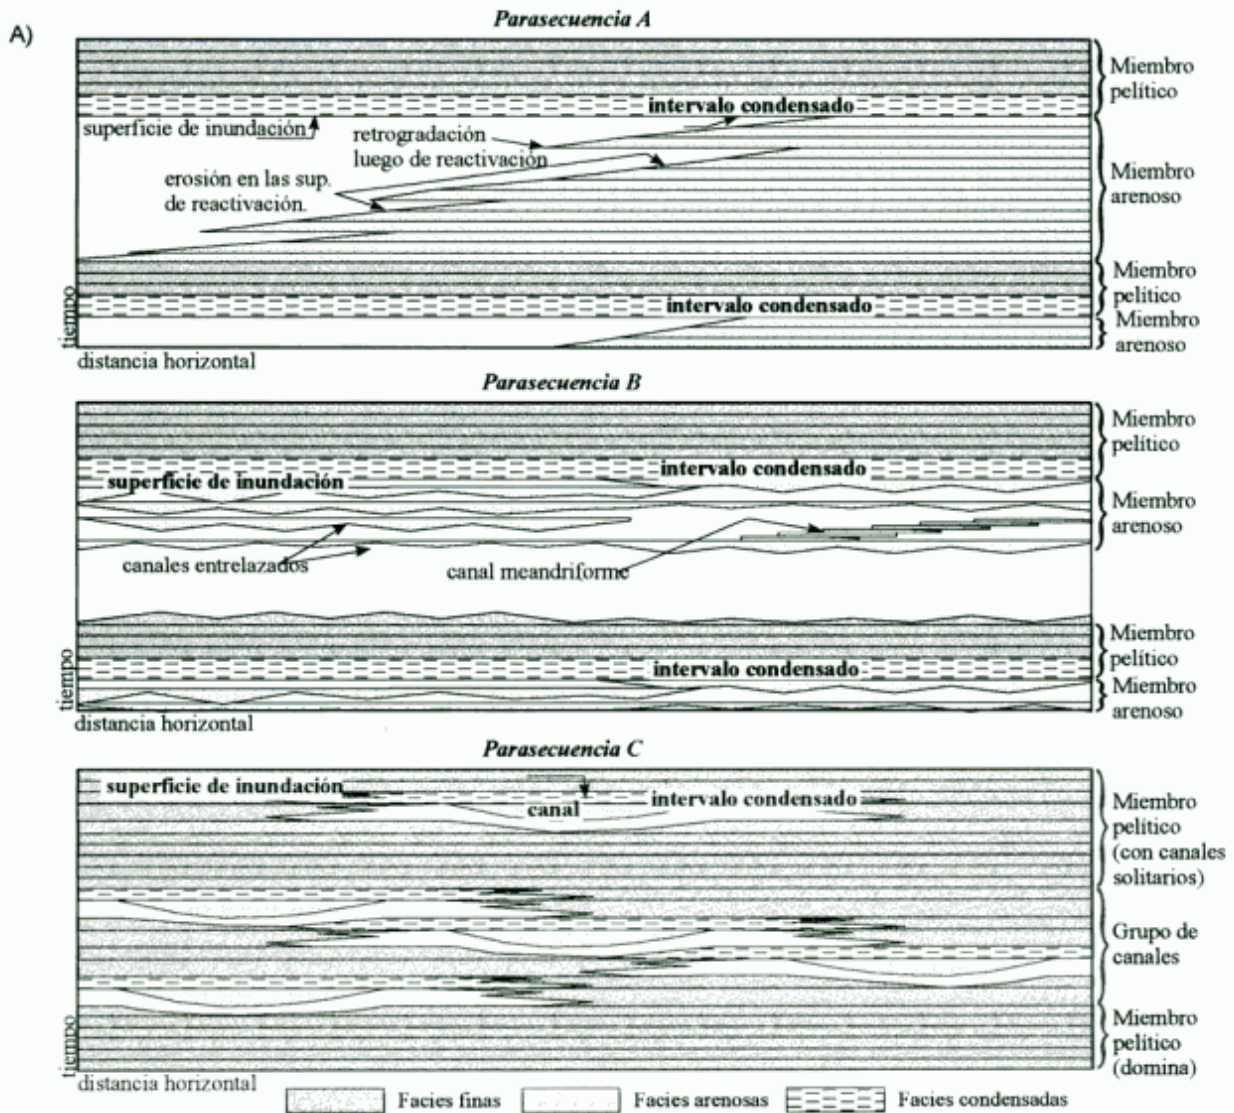 A)
Parasecuencia A
Miembro
pelítico
intervalo condensado
superficie de inundación
retrogradación
luego de reactivación
erosión en las sup.
de reactivación.
Miembro
arenoso
Miembro
pelítico
intervalo condensado
Miembro
arenoso
tiempo
distancia horizontal
Parasecuencia B
Miembro
pelítico
intervalo condensado
superficie de inundación
Miembro
arenoso
canales entrelazados
canal meandriforme
Miembro
pelítico
intervalo condensado
Miembro
arenoso
tiempo
distancia horizontal
Parasecuencia C
superficie de inundación
intervalo condensado
canal
Miembro
pelítico
(con canales
solitarios)
Grupo de
canales
Miembro
pelítico
(domina)
tiempo
distancia horizontal
Facies finas
Facies arenosas
Facies condensadas